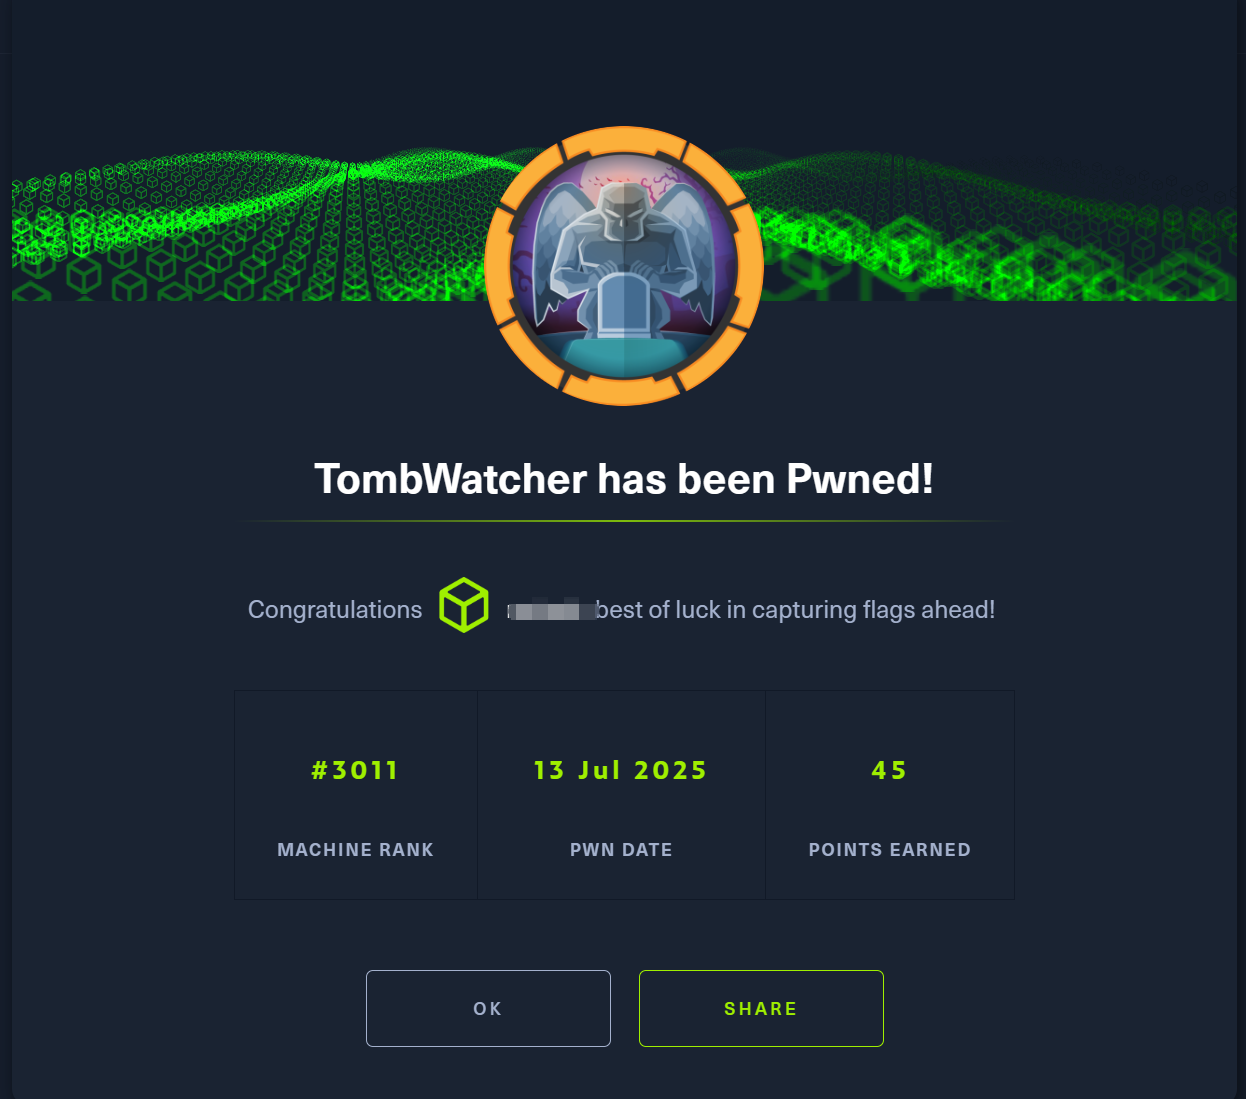 TombWatcher has been Pwned!
Congratulations best of luck in capturing flags ahead!
#3011 13 Jul 2025 45
MACHINE RANK PWN DATE POINTS EARNED
OK SHARE